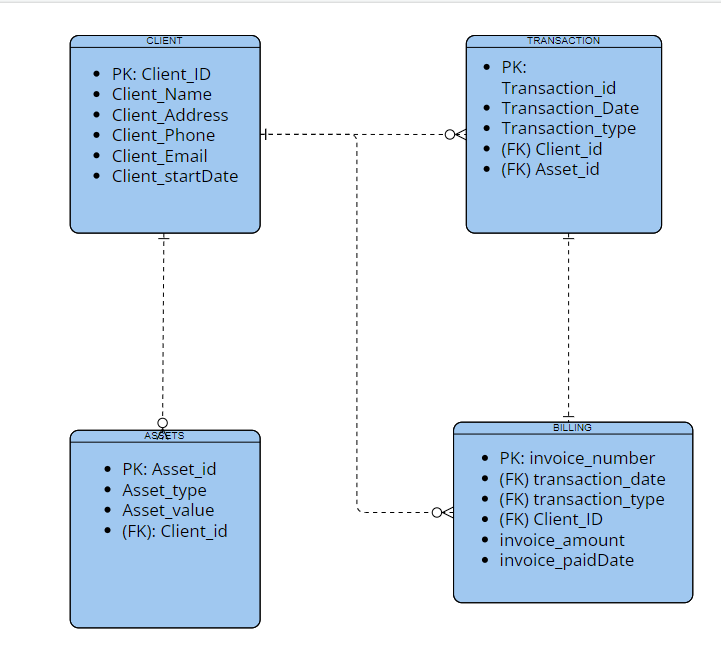 CLIENT
• PK: Client_ID
• Client_Name
• Client_Address
• Client_Phone
• Client_Email
• Client_startDate
TRANSACTION
• PK:
Transaction_id
• Transaction_Date
• Transaction_type
• (FK) Client_id
• (FK) Asset_id
ASSETS
• PK: Asset_id
• Asset_type
• Asset_value
• (FK): Client_id
BILLING
• PK: invoice_number
• (FK) transaction_date
• (FK) transaction_type
• (FK) Client_ID
• invoice_amount
• invoice_paidDate